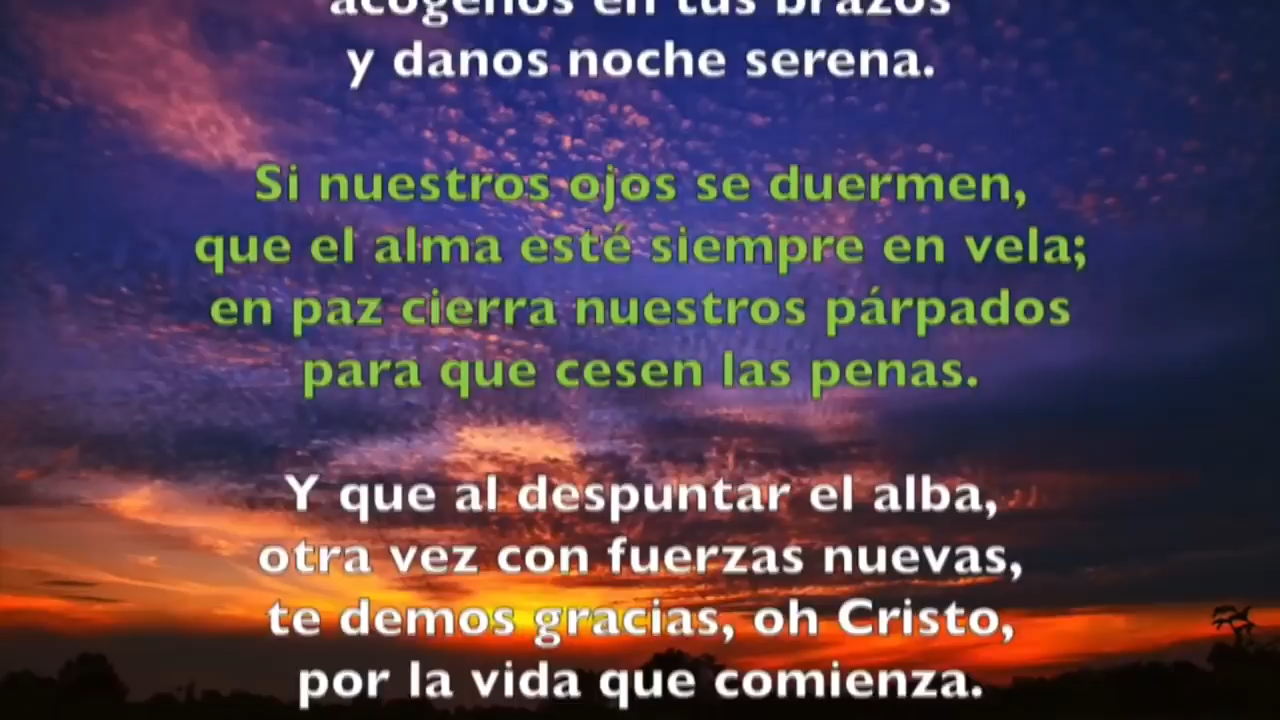 acógenos en tus brazos
y danos noche serena.
Si nuestros ojos se duermen,
que el alma esté siempre en vela;
en paz cierra nuestros párpados
para que cesen las penas.
Y que al despuntar el alba,
otra vez con fuerzas nuevas,
te demos gracias, oh Cristo,
por la vida que comienza.